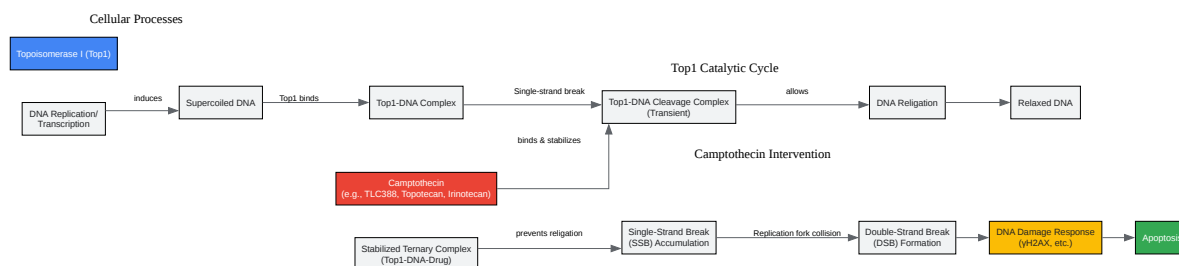 Cellular Processes
Topoisomerase I (Top1)
Top1 Catalytic Cycle
DNA Replication/
Transcription
induces
Supercoiled DNA
Top1 binds
Top1-DNA Complex
Single-strand break
Top1-DNA Cleavage Complex
(Transient)
allows
DNA Religation
Relaxed DNA
binds & stabilizes
Camptothecin Intervention
Camptothecin
(e.g., TLC388, Topotecan, Irinotecan)
Stabilized Ternary Complex
(Top1-DNA-Drug)
prevents religation
Single-Strand Break
(SSB) Accumulation
Replication fork collision
Double-Strand Break
(DSB) Formation
DNA Damage Response
(γH2AX, etc.)
Apoptosis